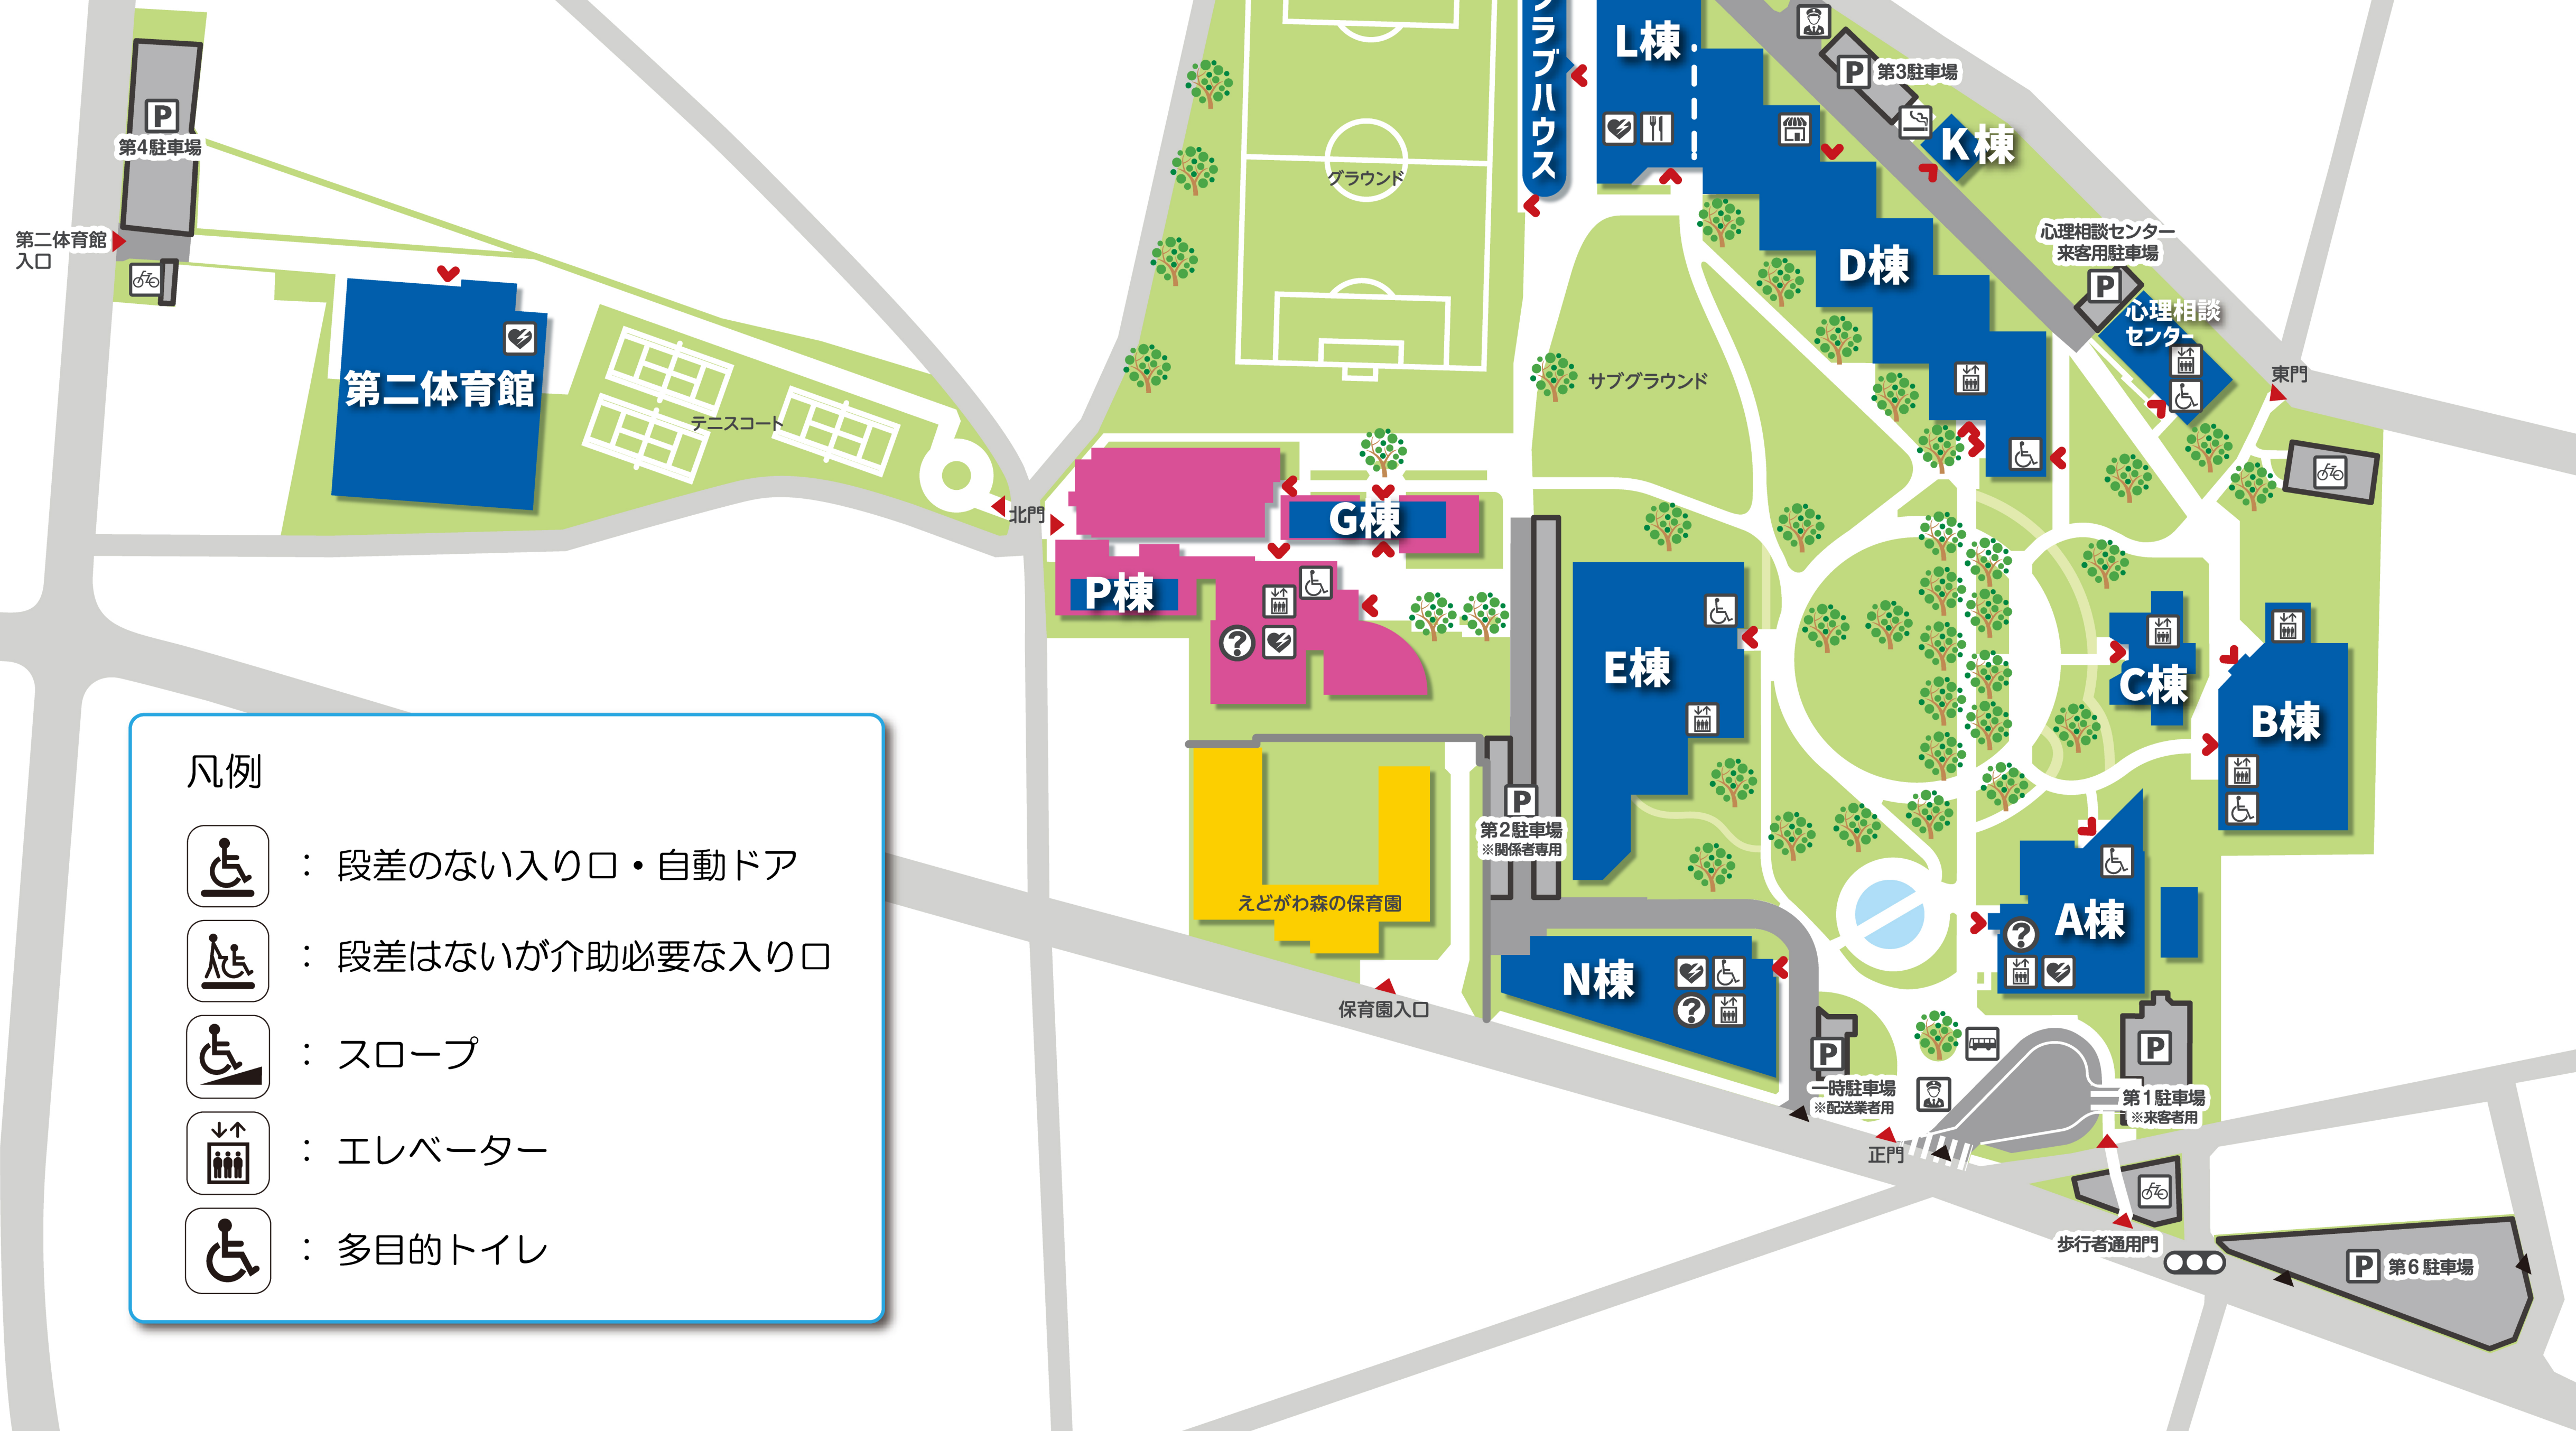 クラブハウス
L棟
P
第3駐車場
K棟
P
第4駐車場
グラウンド
第二体育館
入口
心理相談センター
来客用駐車場
P
D棟
心理相談
センター
東門
第二体育館
テニスコート
サブグラウンド
北門
G棟
P棟
?
E棟
C棟
B棟
P
第2駐車場
※関係者専用
えどがわ森の保育園
A棟
?
N棟
?
保育園入口
P
一時駐車場
※配送業者用
P
第1駐車場
※来客者用
正門
歩行者通用門
P
第6駐車場
凡例
：段差のない入り口・自動ドア
：段差はないが介助必要な入り口
：スロープ
：エレベーター
：多目的トイレ